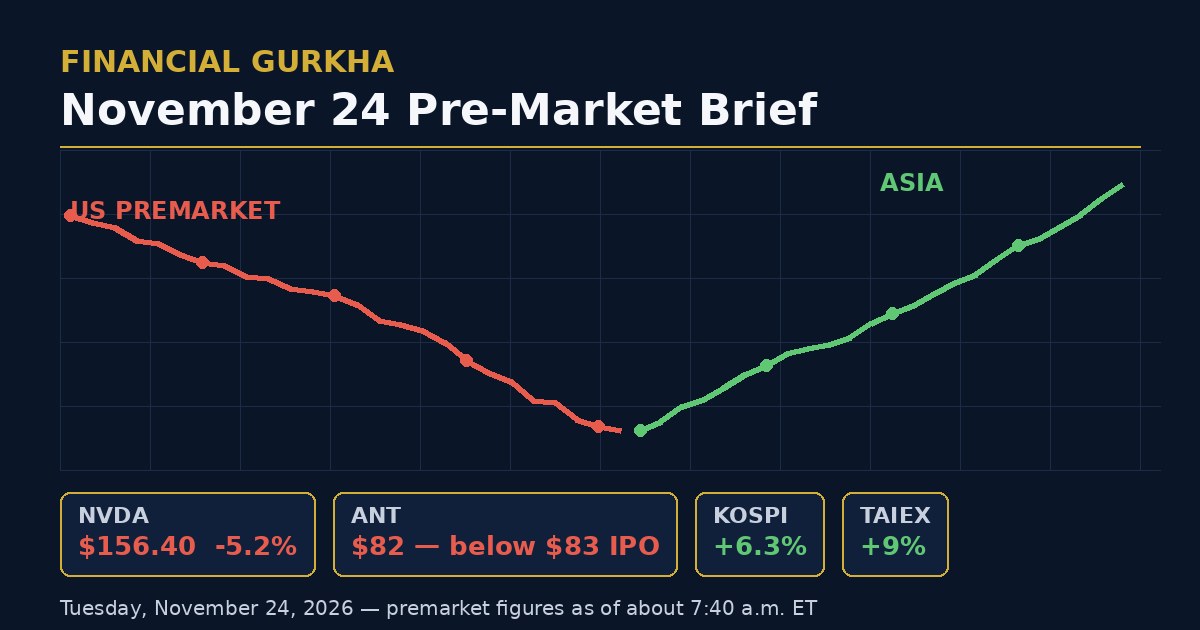 FINANCIAL GURKHA
November 24 Pre-Market Brief
US PREMARKET
ASIA
NVDA
$156.40 -5.2%
ANT
$82 — below $83 IPO
KOSPI
+6.3%
TAIEX
+9%
Tuesday, November 24, 2026 — premarket figures as of about 7:40 a.m. ET